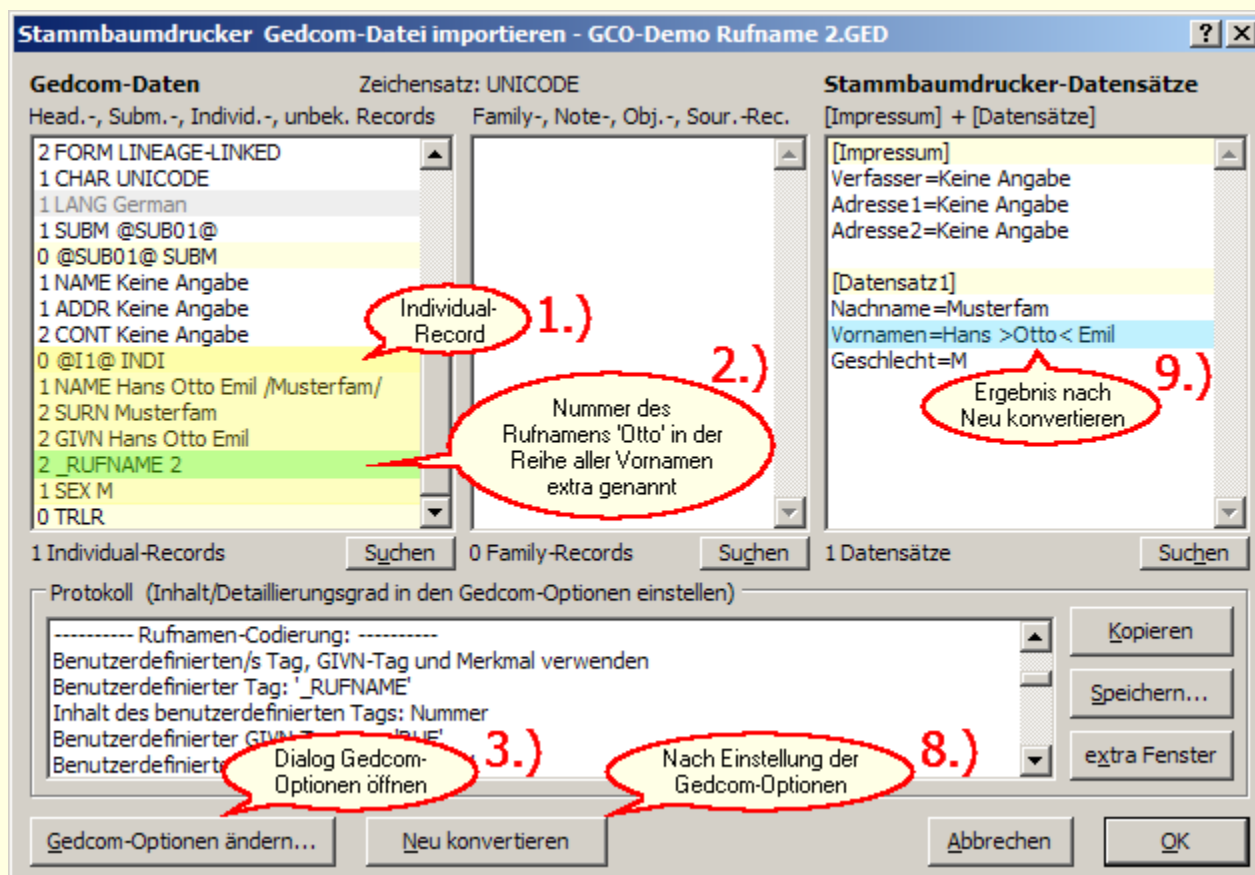 Stammbaumdrucker Gedcom-Datei importieren - GCO-Demo Rufname 2.GED
Gedcom-Daten
Zeichensatz: UNICODE
Stammbaumdrucker-Datensätze
Head.-, Subm.-, Individ.-, unbek. Records
Family-, Note-, Obj.-, Sour.-Rec.
[Impressum] + [Datensätze]
2 FORM LINEAGE-LINKED
1 CHAR UNICODE
1 LANG German
1 SUBM @SUB01@
0 @SUB01@ SUBM
1 NAME Keine Angabe
1 ADDR Keine Angabe
2 CONT Keine Angabe
0 @I1@ INDI
1 NAME Hans Otto Emil /Musterfam/
2 SURN Musterfam
2 GIVN Hans Otto Emil
2 _RUFNAME 2
1 SEX M
0 TRLR
Individual-
Record
1.)
2.)
Nummer des
Rufnamens 'Otto' in der
Reihe aller Vornamen
extra genannt
[Impressum]
Verfasser=Keine Angabe
Adresse1=Keine Angabe
Adresse2=Keine Angabe
[Datensatz1]
Nachname=Musterfam
Vornamen=Hans >Otto< Emil
Geschlecht=M
9.)
Ergebnis nach
Neu konvertieren
1 Individual-Records
Suchen
0 Family-Records
Suchen
1 Datensätze
Suchen
Protokoll (Inhalt/Detaillierungsgrad in den Gedcom-Optionen einstellen)
---------- Rufnamen-Codierung: ----------
Benutzerdefinierten/s Tag, GIVN-Tag und Merkmal verwenden
Benutzerdefinierter Tag: '_RUFNAME'
Inhalt des benutzerdefinierten Tags: Nummer
Benutzerdefinierter GIVN
Benutzerdefinierte
Kopieren
Speichern...
extra Fenster
Dialog Gedcom-
Optionen öffnen
3.)
Nach Einstellung der
Gedcom-Optionen
8.)
Gedcom-Optionen ändern...
Neu konvertieren
Abbrechen
OK